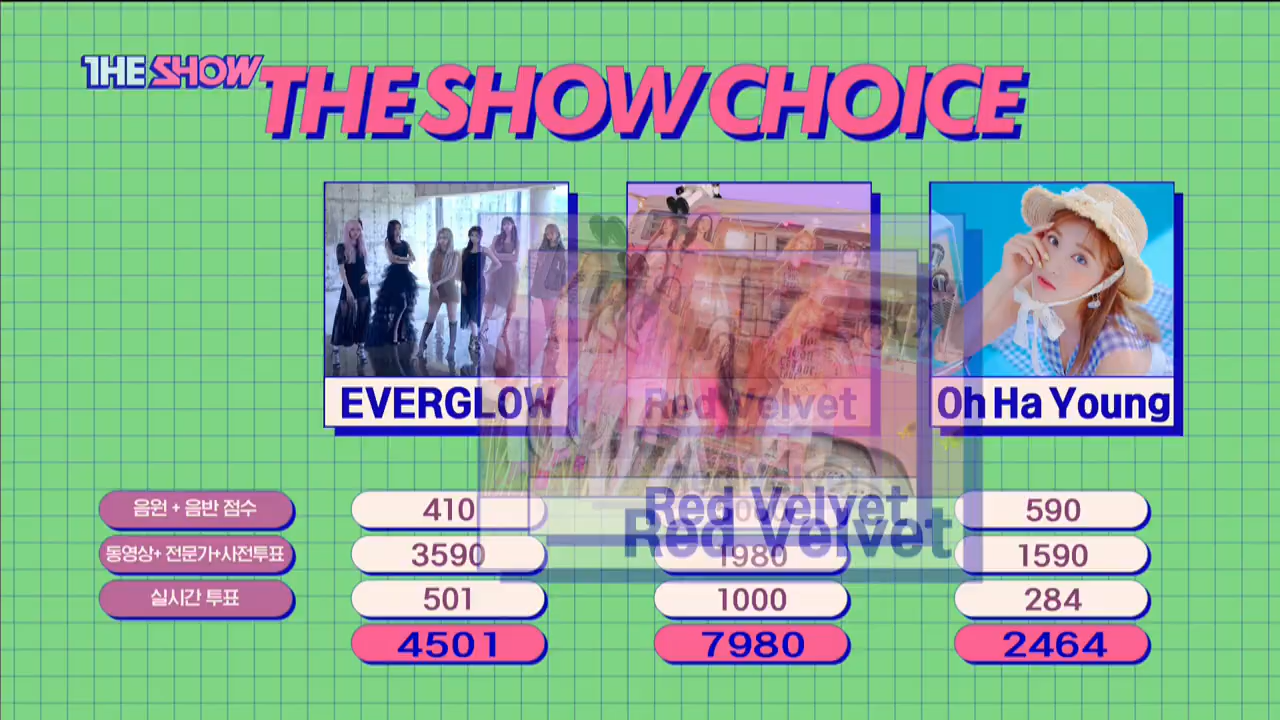 THE SHOW
THE SHOW CHOICE
EVERGLOW
Red Velvet
Oh Ha Young
Red Velvet
Red Velvet
음원 + 음반 점수
410
590
동영상+ 전문가+사전투표
3590
1980
1590
실시간 투표
501
1000
284
4501
7980
2464